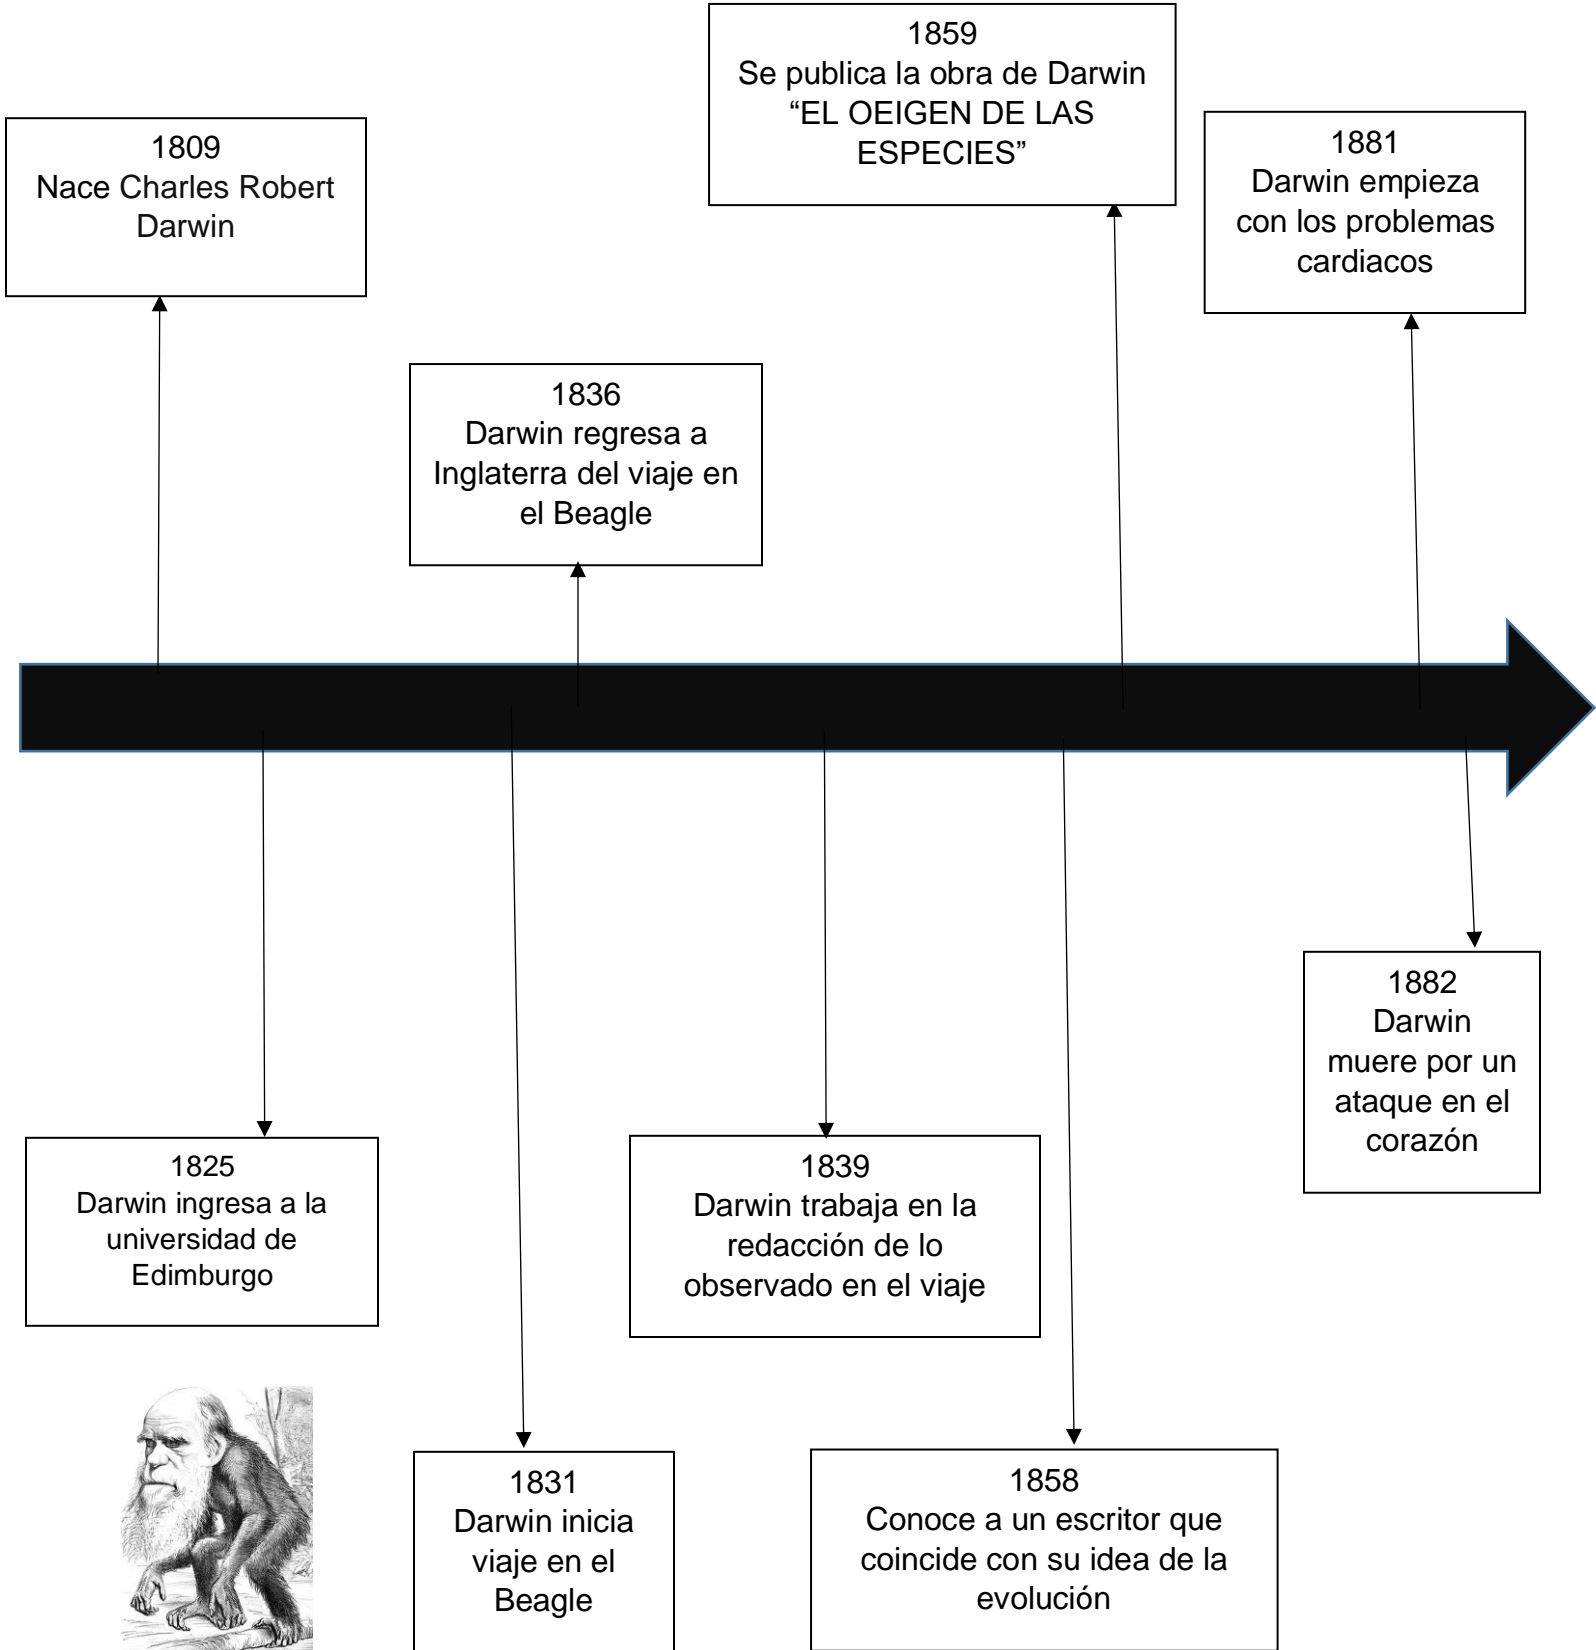 1859
Se publica la obra de Darwin
“EL OEIGEN DE LAS
ESPECIES”
1809
Nace Charles Robert
Darwin
1881
Darwin empieza
con los problemas
cardiacos
1836
Darwin regresa a
Inglaterra del viaje en
el Beagle
1882
Darwin
muere por un
ataque en el
corazón
1825
Darwin ingresa a la
universidad de
Edimburgo
1839
Darwin trabaja en la
redacción de lo
observado en el viaje
1831
Darwin inicia
viaje en el
Beagle
1858
Conoce a un escritor que
coincide con su idea de la
evolución